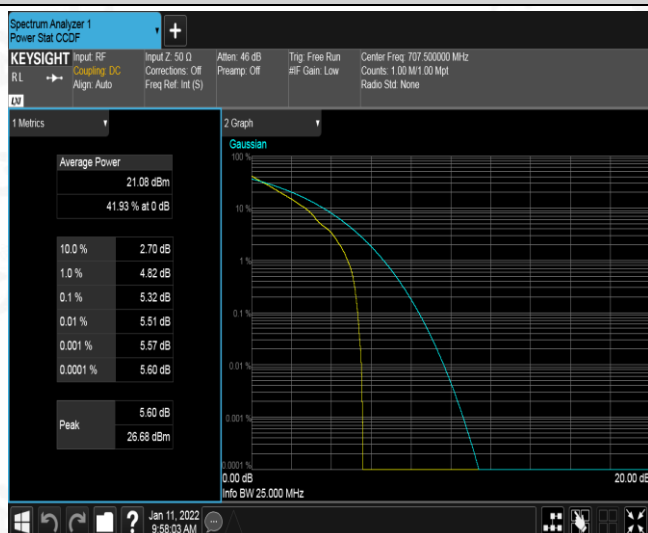 Spectrum Analyzer 1
Power Stat CCDF
KEYSIGHT
RL
LXI
Input: RF
Coupling: DC
Align: Auto
Input Z: 50 Ω
Corrections: Off
Freq Ref: Int (S)
Atten: 46 dB
Preamp: Off
Trig: Free Run
#IF Gain: Low
Center Freq: 707.500000 MHz
Counts: 1.00 M/1.00 Mpt
Radio Std: None
1 Metrics
Average Power
21.08 dBm
41.93 % at 0 dB
10.0 % 2.70 dB
1.0 % 4.82 dB
0.1 % 5.32 dB
0.01 % 5.51 dB
0.001 % 5.57 dB
0.0001 % 5.60 dB
Peak
5.60 dB
26.68 dBm
2 Graph
Gaussian
100 %
10 %
1 %
0.1 %
0.01 %
0.001 %
0.0001 %
0.00 dB
20.00 dB
Info BW 25.000 MHz
Jan 11, 2022
9:58:03 AM